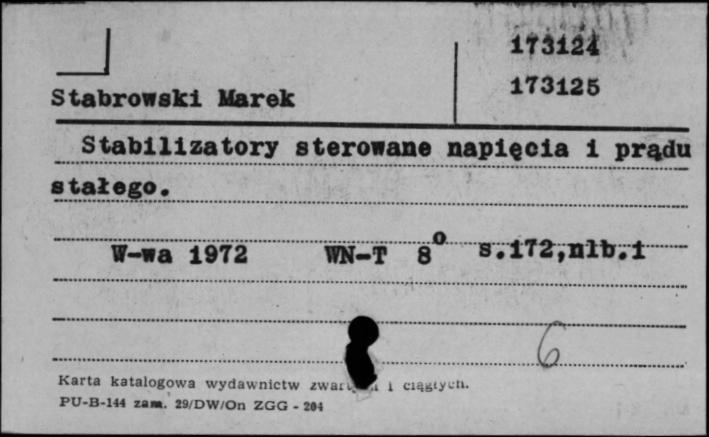 173124
173125
Stabrowski Marek
Stabilizatory sterowane napięcia i prądu
stałego.
W-wa 1972 WN-T 8° s.172,nlb.1
6
Karta katalogowa wydawnictw i ciągłych.
PU-B-144 zam. 29/DW/On ZGG - 204